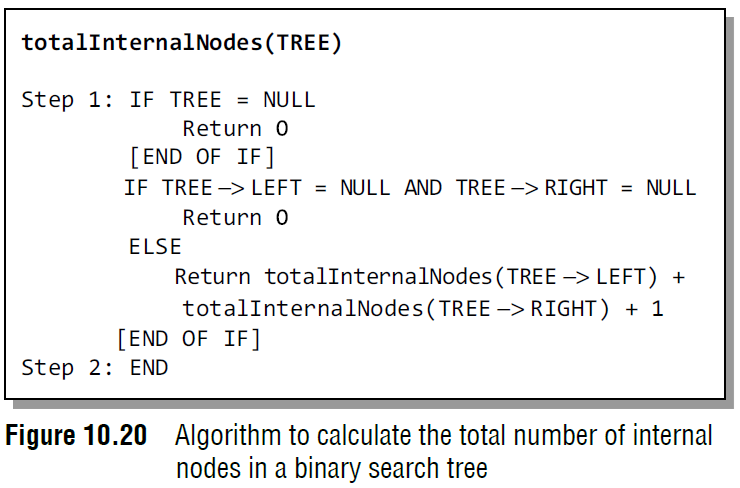 totalInternalNodes(TREE)
Step 1: IF TREE = NULL
Return 0
[END OF IF]
IF TREE —> LEFT = NULL AND TREE —> RIGHT = NULL
Return 0
ELSE
Return totalInternalNodes(TREE —> LEFT) +
totalInternalNodes(TREE —> RIGHT) + 1
[END OF IF]
Step 2: END
Figure 10.20 Algorithm to calculate the total number of internal
nodes in a binary search tree